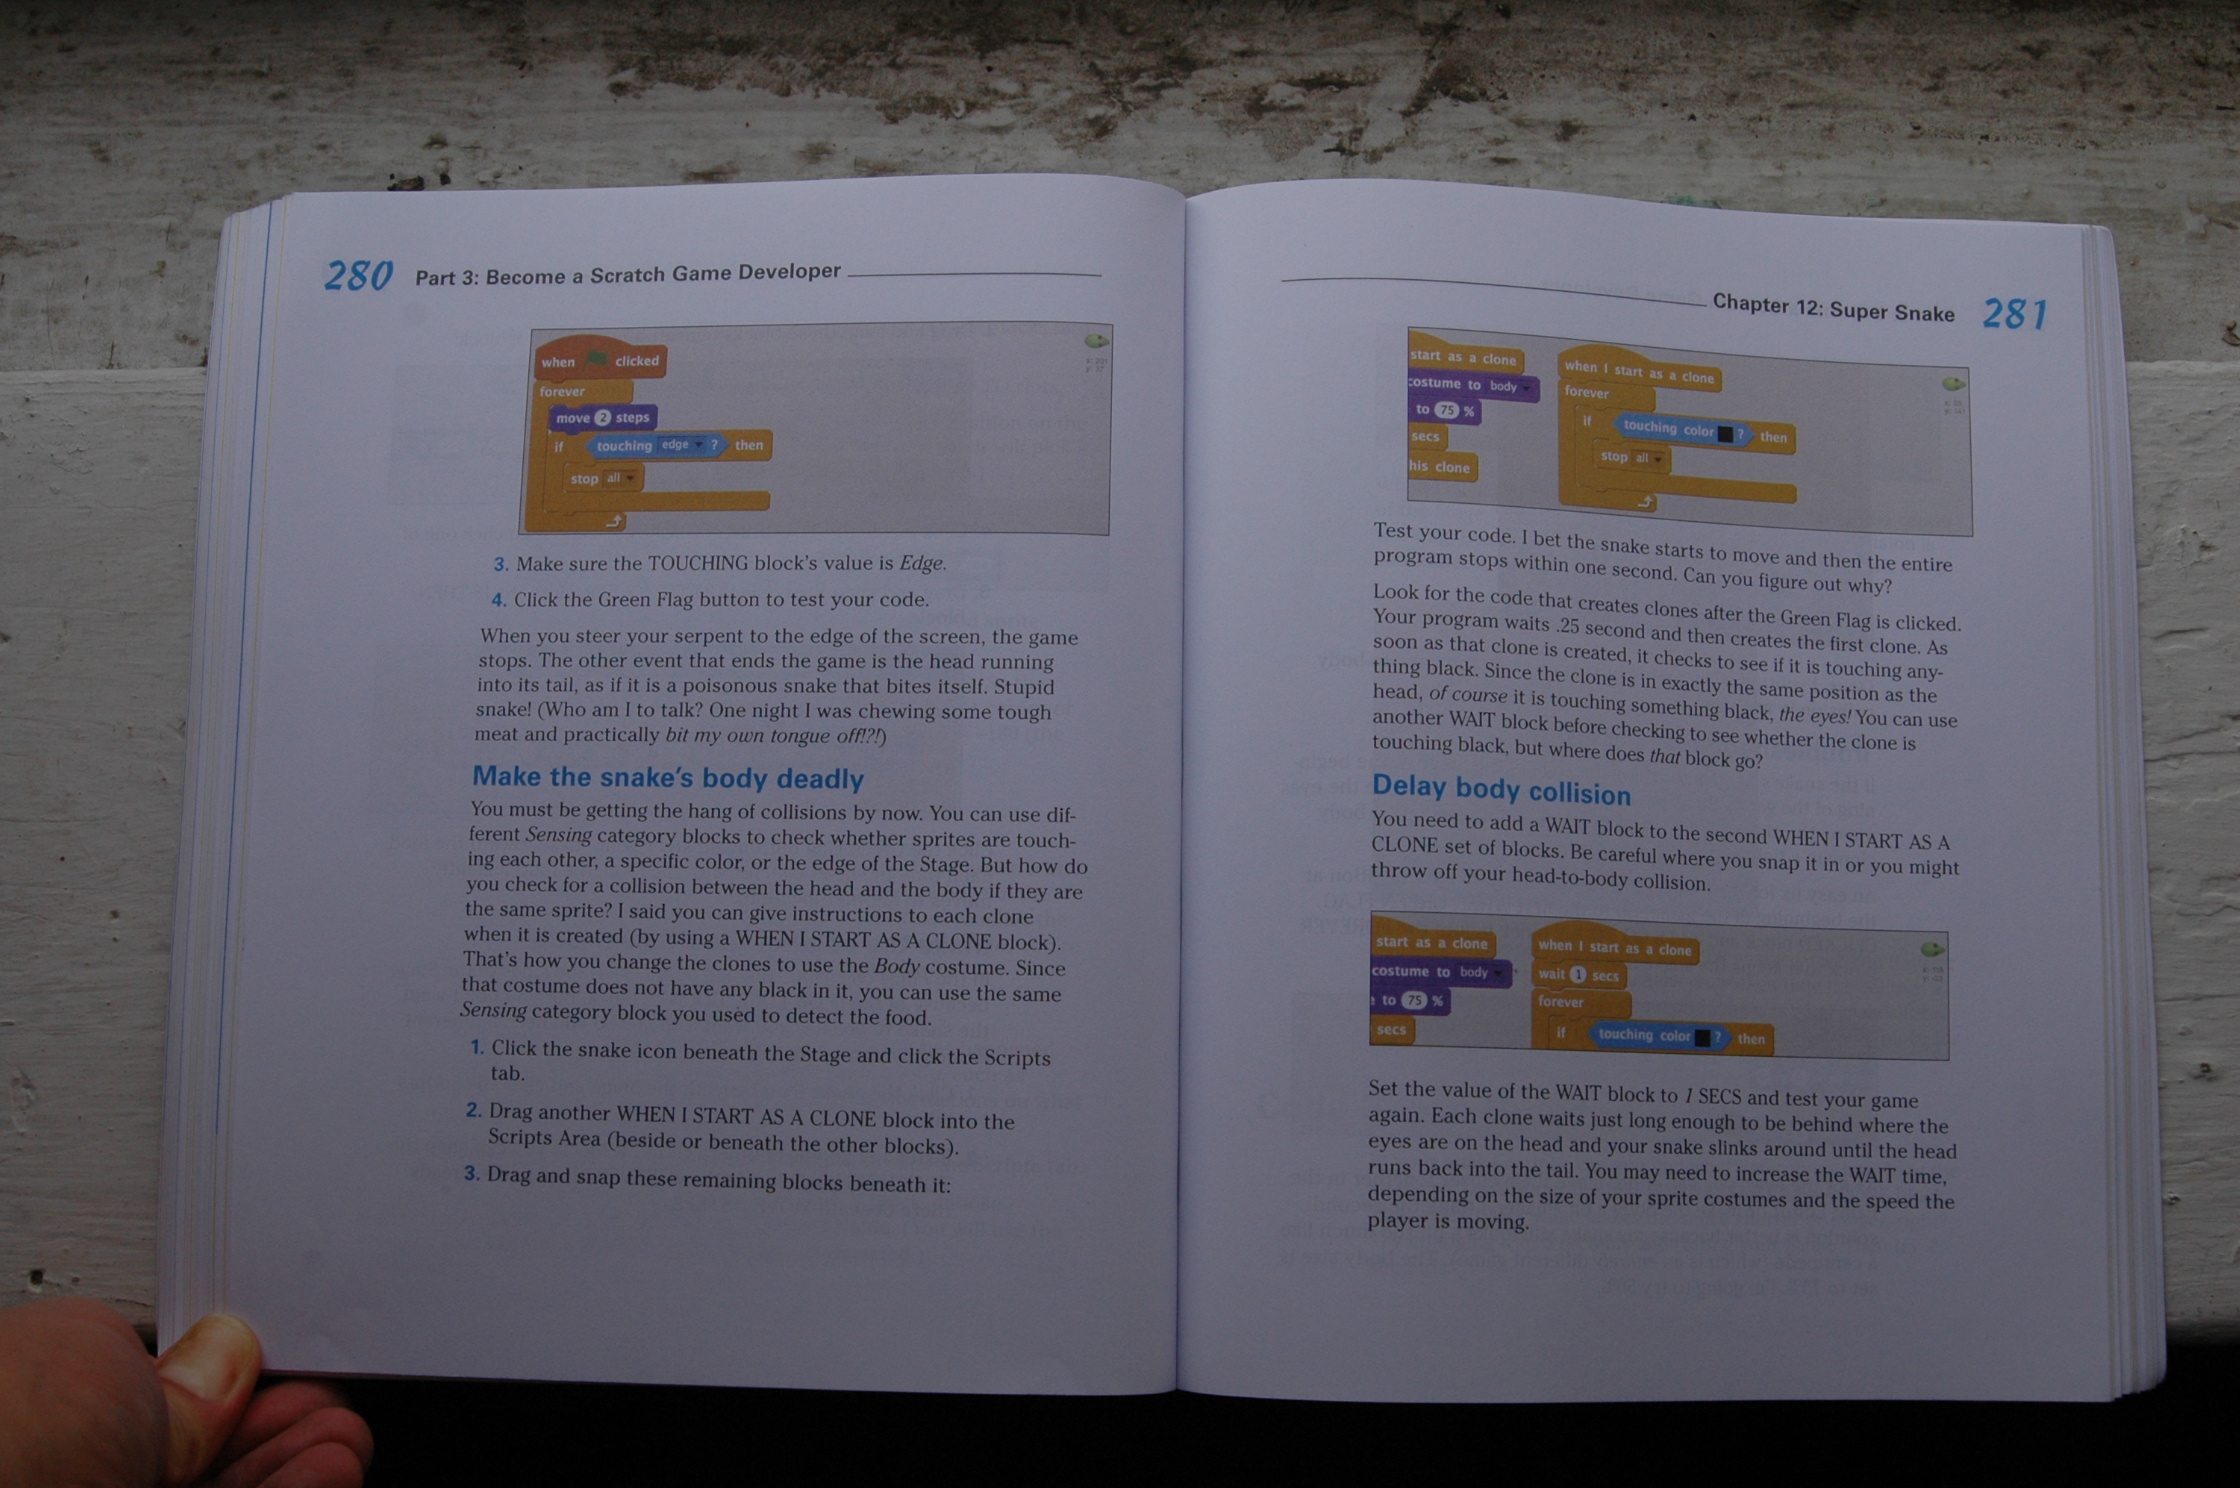 280 Part 3: Become a Scratch Game Developer
when clicked
forever
move 2 steps
if touching edge ? then
stop all
3. Make sure the TOUCHING block's value is Edge.
4. Click the Green Flag button to test your code.
When you steer your serpent to the edge of the screen, the game
stops. The other event that ends the game is the head running
into its tail, as if it is a poisonous snake that bites itself. Stupid
snake! (Who am I to talk? One night I was chewing some tough
meat and practically bit my own tongue off!?!)
Make the snake's body deadly
You must be getting the hang of collisions by now. You can use dif-
ferent Sensing category blocks to check whether sprites are touch-
ing each other, a specific color, or the edge of the Stage. But how do
you check for a collision between the head and the body if they are
the same sprite? I said you can give instructions to each clone
when it is created (by using a WHEN I START AS A CLONE block).
That's how you change the clones to use the Body costume. Since
that costume does not have any black in it, you can use the same
Sensing category block you used to detect the food.
1. Click the snake icon beneath the Stage and click the Scripts
tab.
2. Drag another WHEN I START AS A CLONE block into the
Scripts Area (beside or beneath the other blocks).
3. Drag and snap these remaining blocks beneath it:
Chapter 12: Super Snake 281
start as a clone
costume to body
to 75 %
secs
his clone
when I start as a clone
forever
if touching color ? then
stop all
Test your code. I bet the snake starts to move and then the entire
program stops within one second. Can you figure out why?
Look for the code that creates clones after the Green Flag is clicked.
Your program waits .25 second and then creates the first clone. As
soon as that clone is created, it checks to see if it is touching any-
thing black. Since the clone is in exactly the same position as the
head, of course it is touching something black, the eyes! You can use
another WAIT block before checking to see whether the clone is
touching black, but where does that block go?
Delay body collision
You need to add a WAIT block to the second WHEN I START AS A
CLONE set of blocks. Be careful where you snap it in or you might
throw off your head-to-body collision.
start as a clone
costume to body
to 75 %
secs
when I start as a clone
wait 1 secs
forever
if touching color ? then
Set the value of the WAIT block to 1 SECS and test your game
again. Each clone waits just long enough to be behind where the
eyes are on the head and your snake slinks around until the head
runs back into the tail. You may need to increase the WAIT time,
depending on the size of your sprite costumes and the speed the
player is moving.